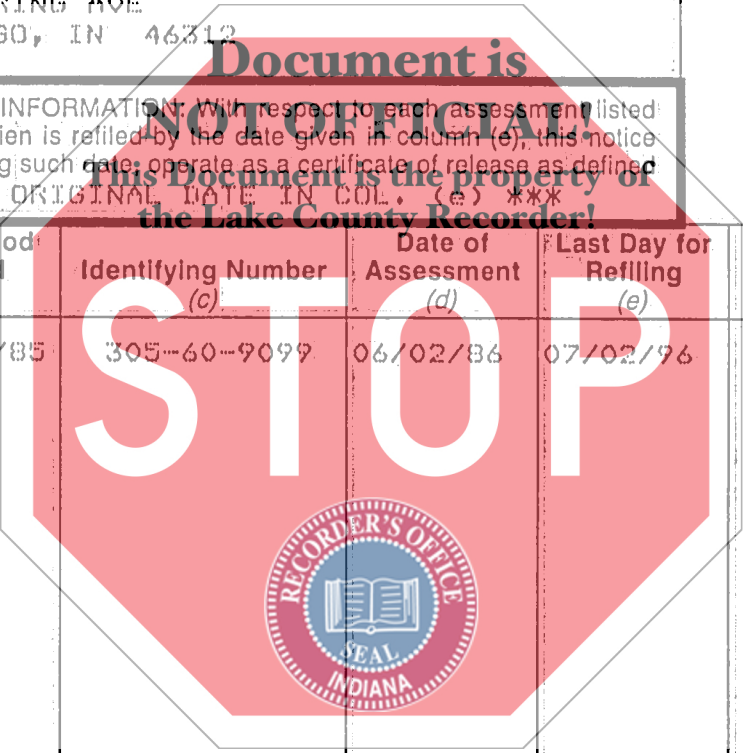 GO, IN 46312
Document is
INFORMATION: With respect to each assessment listed
NOT OFFICIAL!
ien is refiled by the date given in column (e), this notice
g such date, operate as a certificate of release as defined
This Document is the property of
ORIGINAL DATE IN COL. (e) ***
the Lake County Recorder!
od
Identifying Number
(c)
Date of
Assessment
(d)
Last Day for
Refiling
(e)
/85 305-60-9099 06/02/86 07/02/96
STOP
RECORDER'S OFFICE
SEAL
INDIANA